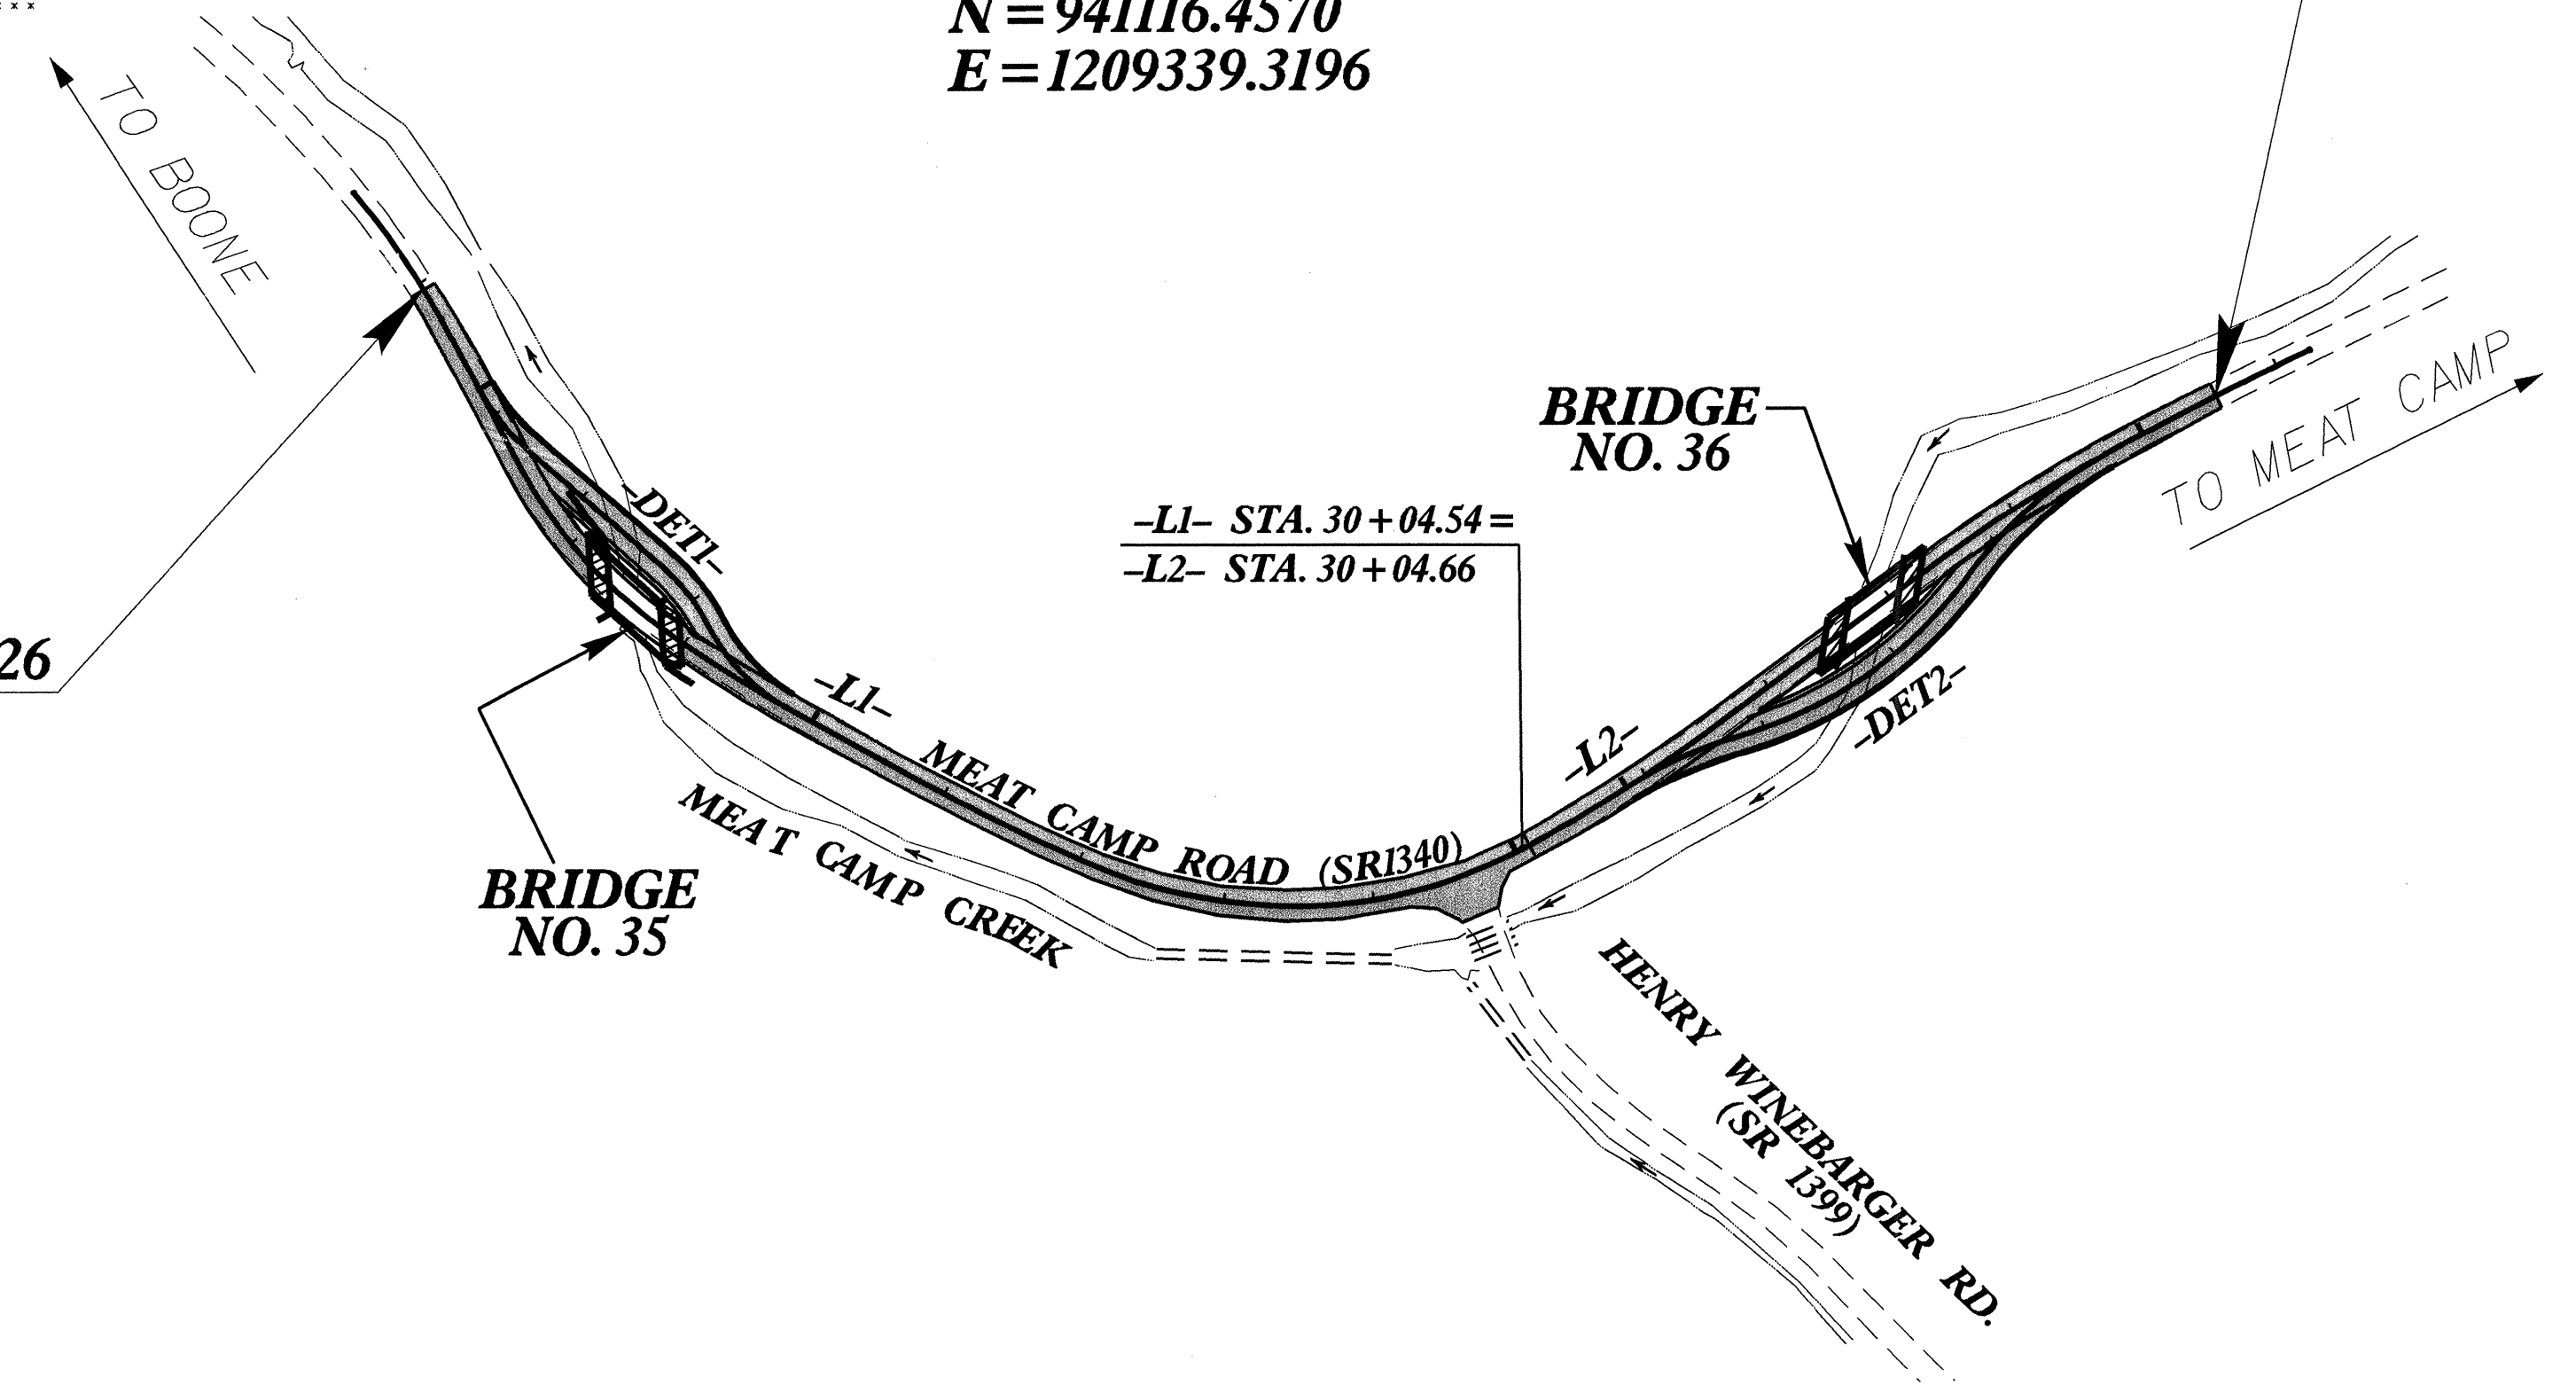 N = 941116.4570
E = 1209339.3196
TO BOONE
BRIDGE
NO. 36
TO MEAT CAMP
–DET1–
–L1– STA. 30 + 04.54 =
–L2– STA. 30 + 04.66
26
–L1–
–L2–
–DET2–
MEAT CAMP ROAD (SR1340)
MEAT CAMP CREEK
BRIDGE
NO. 35
HENRY WINEBARGER RD.
(SR 1399)